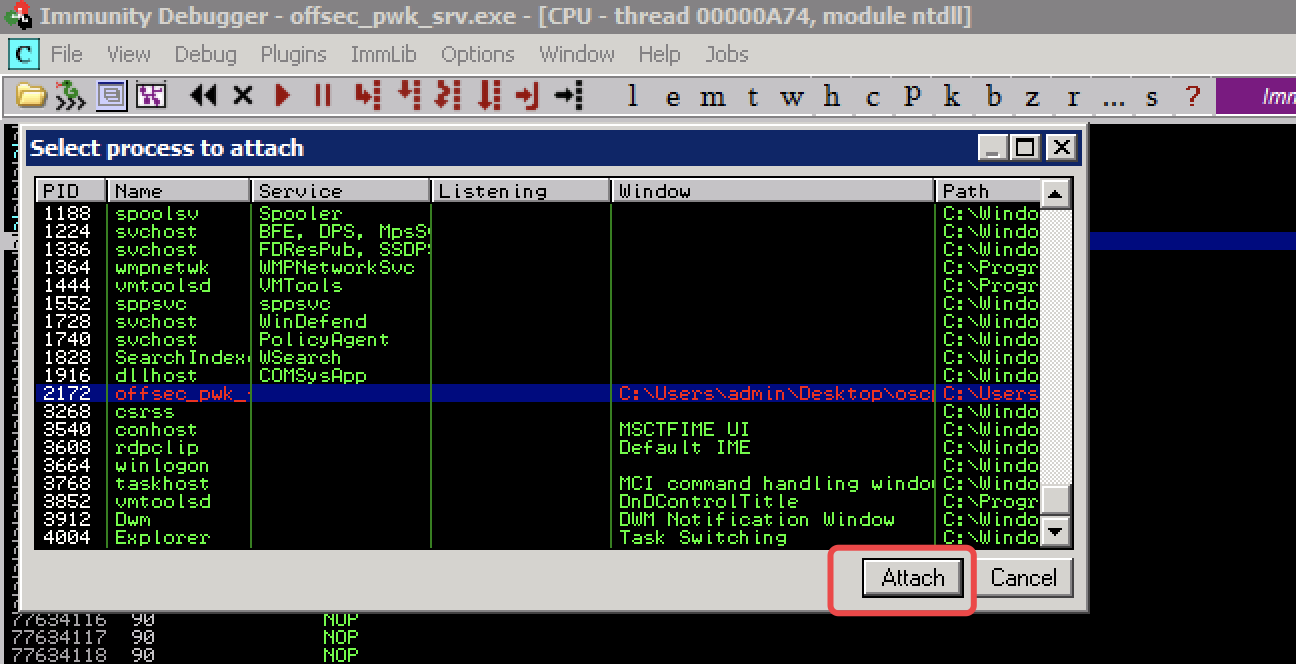 Immunity Debugger - offsec_pwk_srv.exe - [CPU - thread 00000A74, module ntdll]
C File View Debug Plugins ImmLib Options Window Help Jobs
l e m t w h c P k b z r ... s ? Imm
Select process to attach
PID Name Service Listening Window Path
1188 spoolsv Spooler C:\Windo
1224 svchost BFE, DPS, MpsS C:\Windo
1336 svchost FDResPub, SSDP C:\Windo
1364 wmpnetwk WMPNetworkSvc C:\Progr
1444 vmtoolsd VMTools C:\Progr
1552 sppsvc sppsvc C:\Windo
1728 svchost WinDefend C:\Windo
1740 svchost PolicyAgent C:\Windo
1828 SearchIndex WSearch C:\Windo
1916 dllhost COMSysApp C:\Windo
2172 offsec_pwk_ C:\Users\admin\Desktop\osc C:\Users
3268 csrss C:\Windo
3540 conhost MSCTFIME UI C:\Windo
3608 rdpclip Default IME C:\Windo
3664 winlogon C:\Windo
3768 taskhost MCI command handling window C:\Windo
3852 vmtoolsd DnDControlTitle C:\Progr
3912 Dwm DWM Notification Window C:\Windo
4004 Explorer Task Switching C:\Windo
Attach Cancel
77634116 90 NOP
77634117 90 NOP
77634118 90 NOP